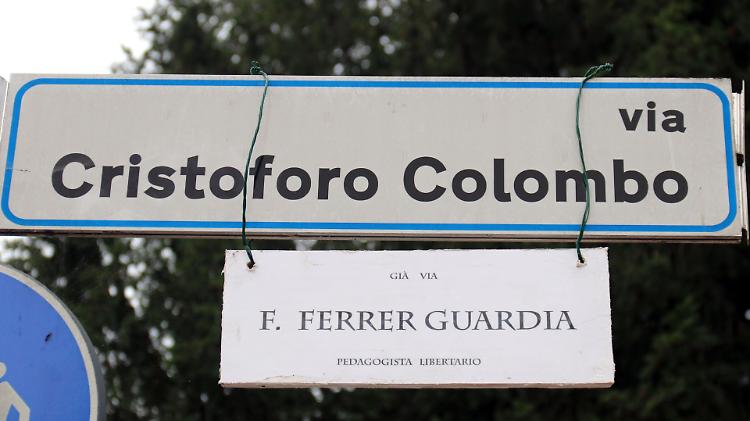 via
Cristoforo Colombo
GIÀ VIA
F. FERRER GUARDIA
PEDAGOGISTA LIBERTARIO